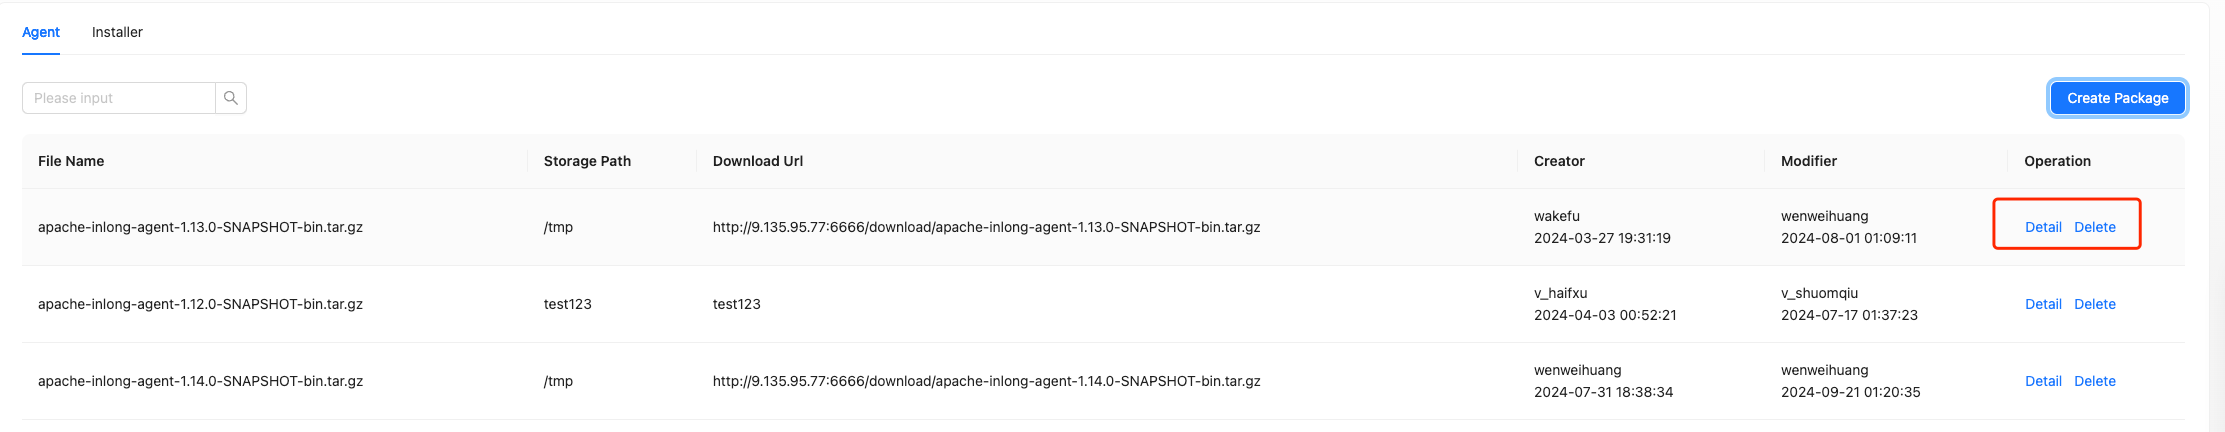 Agent Installer
Please input
Create Package
File Name Storage Path Download Url Creator Modifier Operation
apache-inlong-agent-1.13.0-SNAPSHOT-bin.tar.gz /tmp http://9.135.95.77:6666/download/apache-inlong-agent-1.13.0-SNAPSHOT-bin.tar.gz wakefu wenweihuang Detail Delete
2024-03-27 19:31:19 2024-08-01 01:09:11
apache-inlong-agent-1.12.0-SNAPSHOT-bin.tar.gz test123 test123 v_haifxu v_shuomqiu Detail Delete
2024-04-03 00:52:21 2024-07-17 01:37:23
apache-inlong-agent-1.14.0-SNAPSHOT-bin.tar.gz /tmp http://9.135.95.77:6666/download/apache-inlong-agent-1.14.0-SNAPSHOT-bin.tar.gz wenweihuang wenweihuang Detail Delete
2024-07-31 18:38:34 2024-09-21 01:20:35